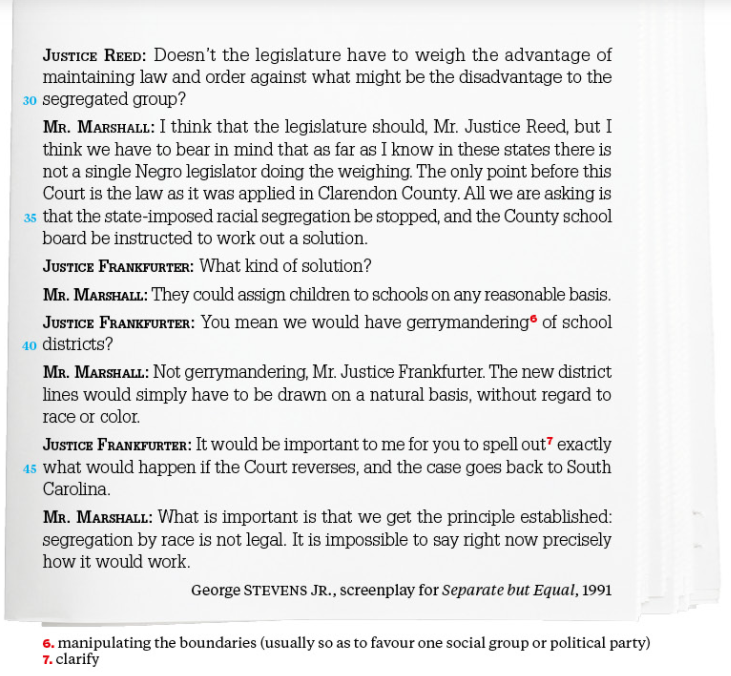 JUSTICE REED: Doesn't the legislature have to weigh the advantage of
maintaining law and order against what might be the disadvantage to the
30 segregated group?
MR. MARSHALL: I think that the legislature should, Mr. Justice Reed, but I
think we have to bear in mind that as far as I know in these states there is
not a single Negro legislator doing the weighing. The only point before this
Court is the law as it was applied in Clarendon County. All we are asking is
35 that the state-imposed racial segregation be stopped, and the County school
board be instructed to work out a solution.
JUSTICE FRANKFURTER: What kind of solution?
MR. MARSHALL: They could assign children to schools on any reasonable basis.
JUSTICE FRANKFURTER: You mean we would have gerrymandering6 of school
40 districts?
MR. MARSHALL: Not gerrymandering, Mr. Justice Frankfurter. The new district
lines would simply have to be drawn on a natural basis, without regard to
race or color.
JUSTICE FRANKFURTER: It would be important to me for you to spell out7 exactly
45 what would happen if the Court reverses, and the case goes back to South
Carolina.
MR. MARSHALL: What is important is that we get the principle established:
segregation by race is not legal. It is impossible to say right now precisely
how it would work.
George STEVENS JR., screenplay for Separate but Equal, 1991
6. manipulating the boundaries (usually so as to favour one social group or political party)
7. clarify